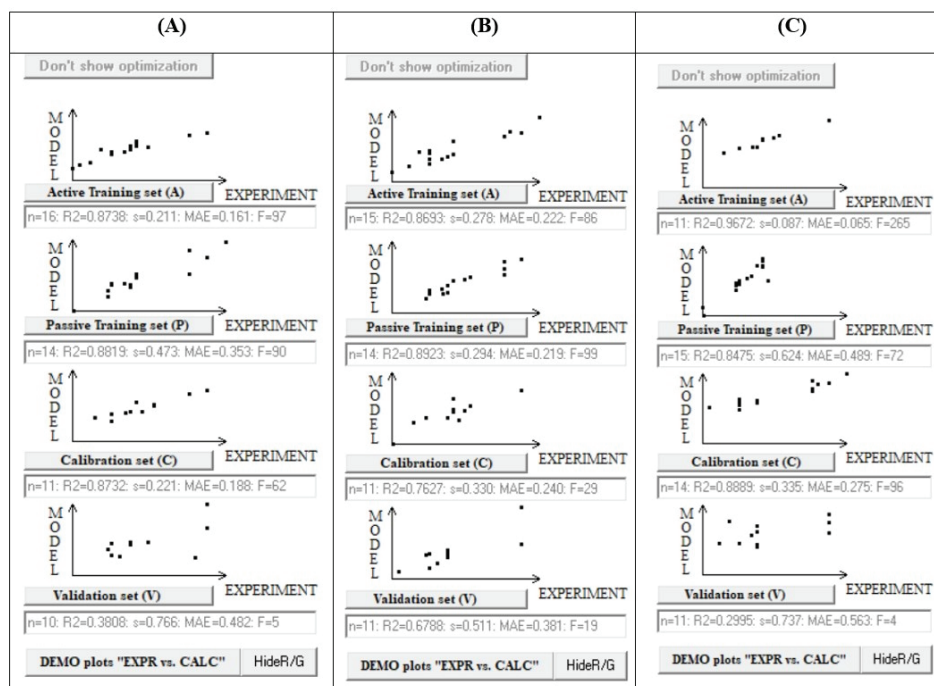 (A)
Don't show optimization
MODEL
Active Training set (A)
EXPERIMENT
n=16: R2=0.8738: s=0.211: MAE=0.161: F=97
MODEL
Passive Training set (P)
EXPERIMENT
n=14: R2=0.8819: s=0.473: MAE=0.353: F=90
MODEL
Calibration set (C)
EXPERIMENT
n=11: R2=0.8732: s=0.221: MAE=0.188: F=62
MODEL
Validation set (V)
EXPERIMENT
n=10: R2=0.3808: s=0.766: MAE=0.482: F=5
DEMO plots "EXPR vs. CALC"
HideR/G
(B)
Don't show optimization
MODEL
Active Training set (A)
EXPERIMENT
n=15: R2=0.8693: s=0.278: MAE=0.222: F=86
MODEL
Passive Training set (P)
EXPERIMENT
n=14: R2=0.8923: s=0.294: MAE=0.219: F=99
MODEL
Calibration set (C)
EXPERIMENT
n=11: R2=0.7627: s=0.330: MAE=0.240: F=29
MODEL
Validation set (V)
EXPERIMENT
n=11: R2=0.6788: s=0.511: MAE=0.381: F=19
DEMO plots "EXPR vs. CALC"
HideR/G
(C)
Don't show optimization
MODEL
Active Training set (A)
EXPERIMENT
n=11: R2=0.9672: s=0.087: MAE=0.065: F=265
MODEL
Passive Training set (P)
EXPERIMENT
n=15: R2=0.8475: s=0.624: MAE=0.489: F=72
MODEL
Calibration set (C)
EXPERIMENT
n=14: R2=0.8889: s=0.335: MAE=0.275: F=96
MODEL
Validation set (V)
EXPERIMENT
n=11: R2=0.2995: s=0.737: MAE=0.563: F=4
DEMO plots "EXPR vs. CALC"
HideR/G